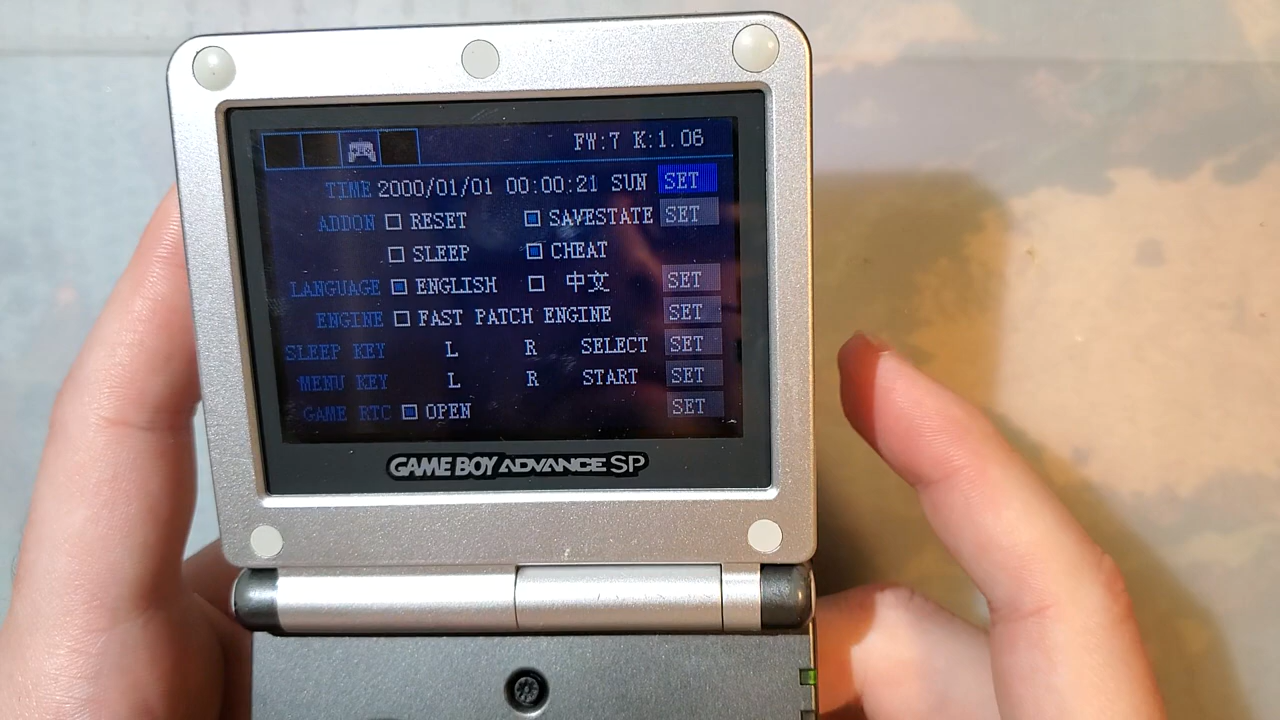 FW:7 K:1.06
TIME 2000/01/01 00:00:21 SUN SET
ADDON RESET SAVESTATE SET
SLEEP CHEAT
LANGUAGE ENGLISH 中文 SET
ENGINE FAST PATCH ENGINE SET
SLEEP KEY L R SELECT SET
MENU KEY L R START SET
GAME RTC OPEN SET
GAME BOY ADVANCE SP